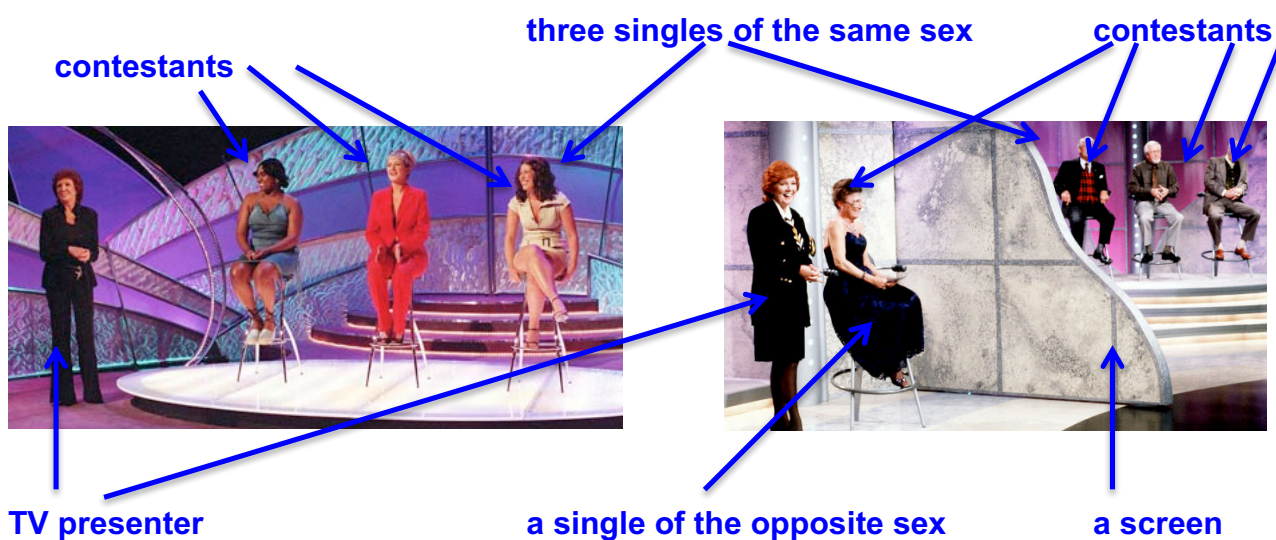 three singles of the same sex
contestants
contestants
TV presenter
a single of the opposite sex
a screen